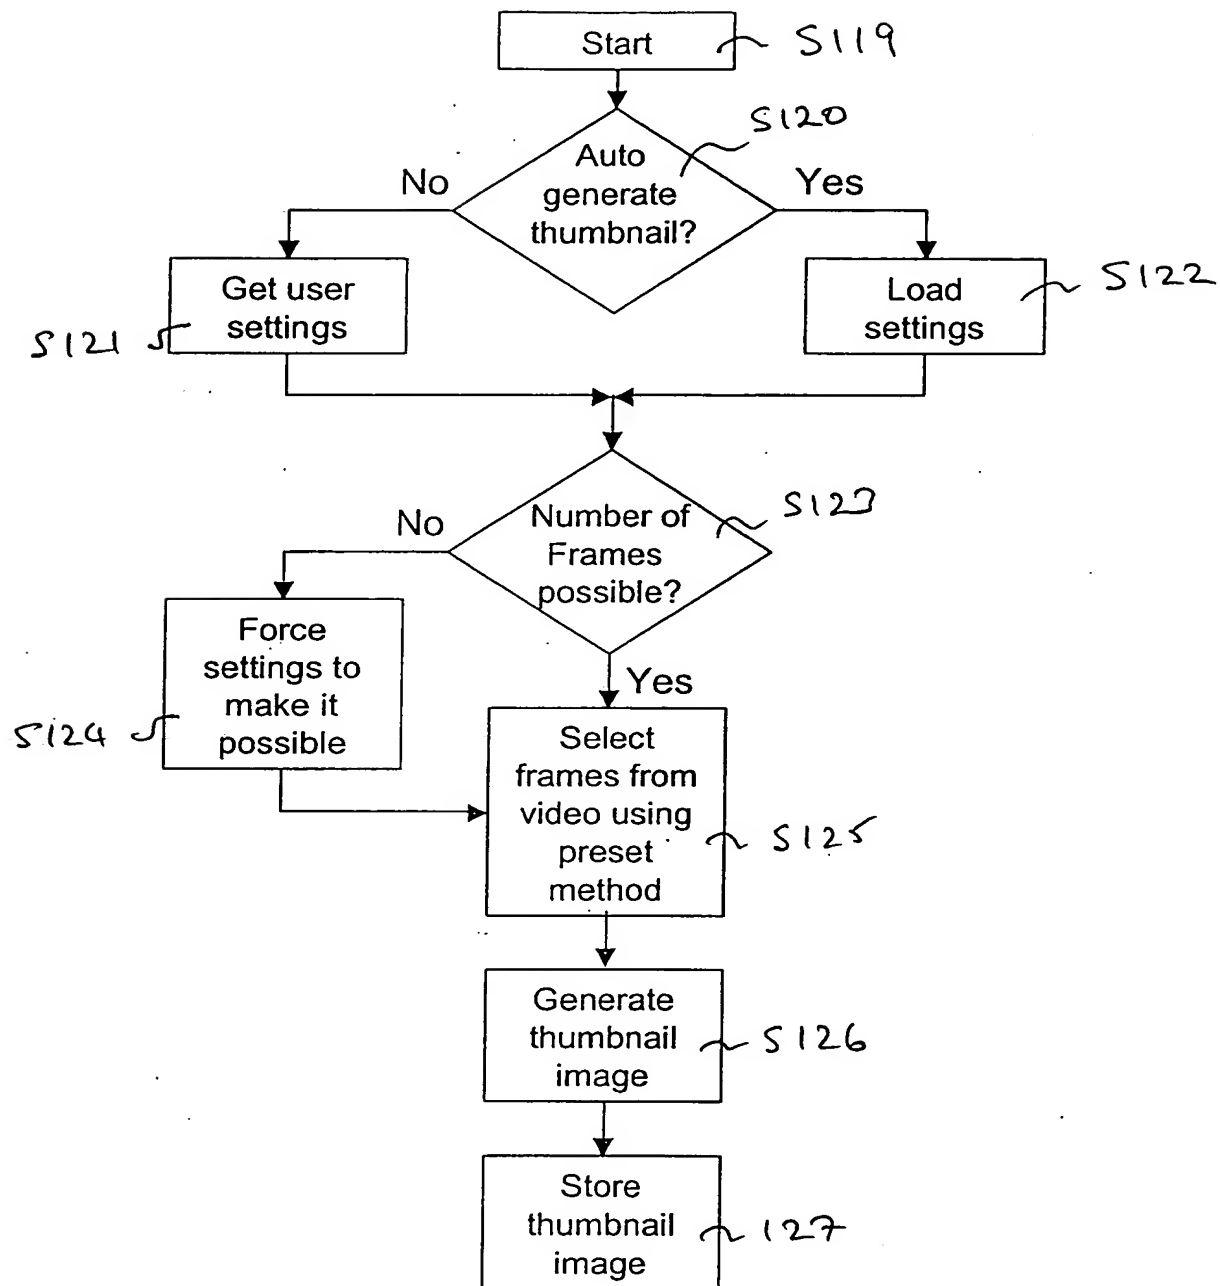 Start
S119
S120
Auto
generate
thumbnail?
No
Yes
Get user
settings
S121
Load
settings
S122
Number of
Frames
possible?
S123
No
Yes
Force
settings to
make it
possible
S124
Select
frames from
video using
preset
method
S125
Generate
thumbnail
image
S126
Store
thumbnail
image
127